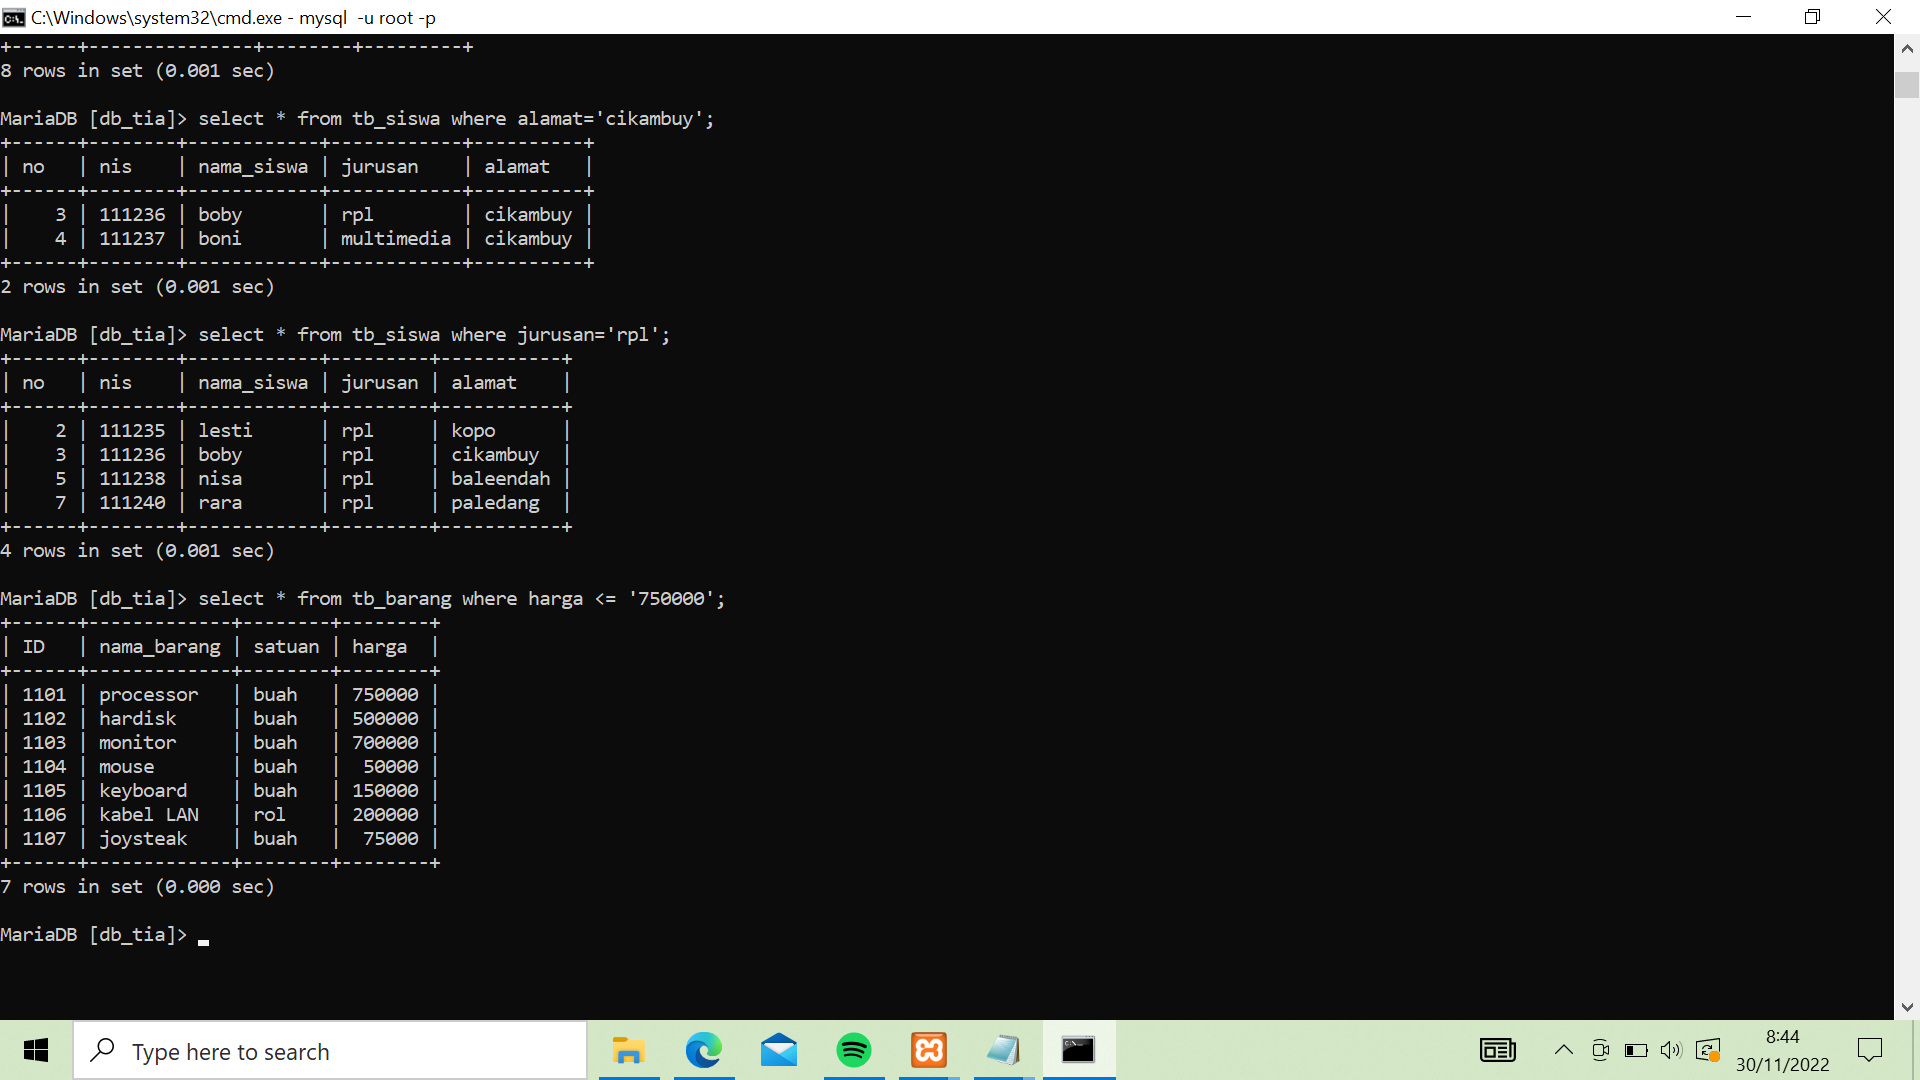 C:\Windows\system32\cmd.exe - mysql  -u root -p
+------+---------------+--------+---------+
8 rows in set (0.001 sec)
MariaDB [db_tia]> select * from tb_siswa where alamat='cikambuy';
+------+--------+------------+------------+----------+
| no   | nis    | nama_siswa | jurusan    | alamat   |
+------+--------+------------+------------+----------+
|    3 | 111236 | boby       | rpl        | cikambuy |
|    4 | 111237 | boni       | multimedia | cikambuy |
+------+--------+------------+------------+----------+
2 rows in set (0.001 sec)
MariaDB [db_tia]> select * from tb_siswa where jurusan='rpl';
+------+--------+------------+---------+-----------+
| no   | nis    | nama_siswa | jurusan | alamat    |
+------+--------+------------+---------+-----------+
|    2 | 111235 | lesti      | rpl     | kopo      |
|    3 | 111236 | boby       | rpl     | cikambuy  |
|    5 | 111238 | nisa       | rpl     | baleendah |
|    7 | 111240 | rara       | rpl     | paledang  |
+------+--------+------------+---------+-----------+
4 rows in set (0.001 sec)
MariaDB [db_tia]> select * from tb_barang where harga <= '750000';
+------+-------------+--------+--------+
| ID   | nama_barang | satuan | harga  |
+------+-------------+--------+--------+
| 1101 | processor   | buah   | 750000 |
| 1102 | hardisk     | buah   | 500000 |
| 1103 | monitor     | buah   | 700000 |
| 1104 | mouse       | buah   |  50000 |
| 1105 | keyboard    | buah   | 150000 |
| 1106 | kabel LAN   | rol    | 200000 |
| 1107 | joysteak    | buah   |  75000 |
+------+-------------+--------+--------+
7 rows in set (0.000 sec)
MariaDB [db_tia]>
Type here to search
8:44
30/11/2022